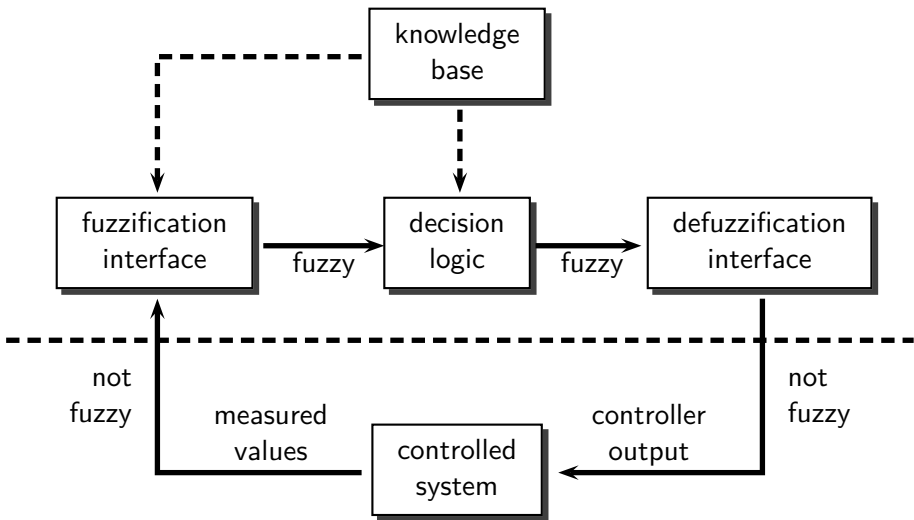 knowledge
base
fuzzification
interface
fuzzy
decision
logic
fuzzy
defuzzification
interface
not
fuzzy
measured
values
controlled
system
controller
output
not
fuzzy